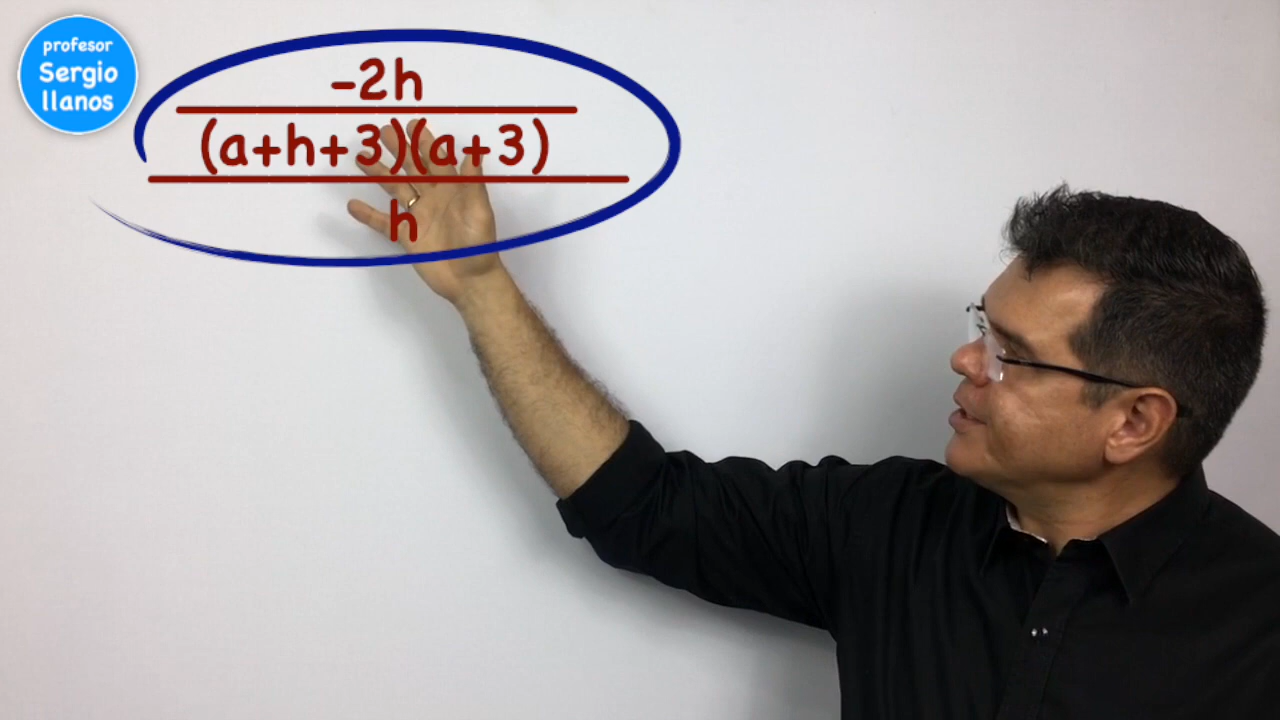 profesor
Sergio
llanos
-2h
(a+h+3)(a+3)
h